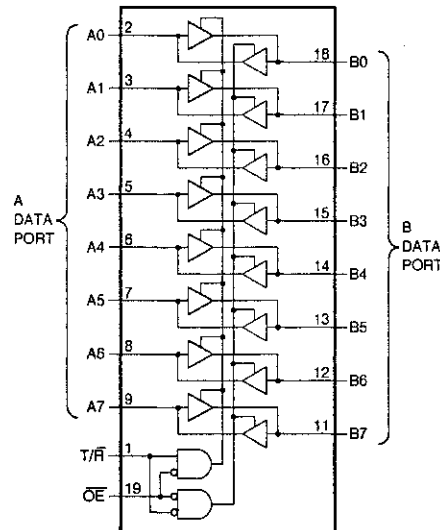 A0 2
18 B0
A1 3
17 B1
A2 4
16 B2
A3 5
15 B3
A
DATA
PORT
B
DATA
PORT
A4 6
14 B4
A5 7
13 B5
A6 8
12 B6
A7 9
11 B7
T/R̅ 1
O̅E̅ 19